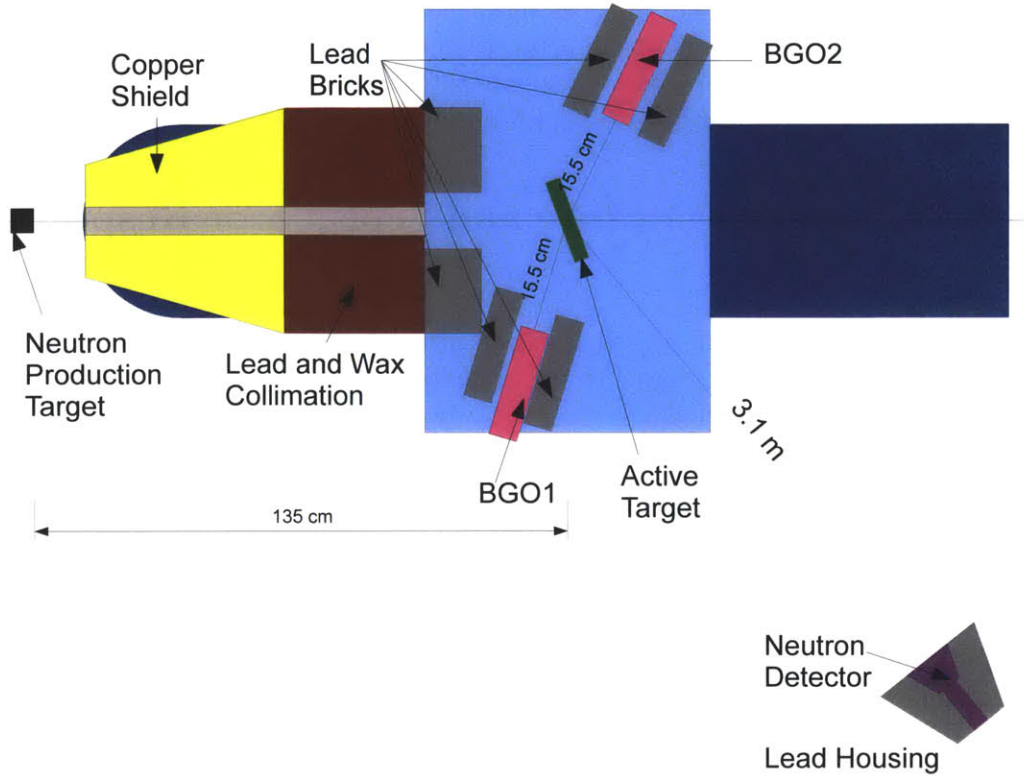 Copper
Shield
Lead
Bricks
BGO2
15.5 cm
15.5 cm
Neutron
Production
Target
Lead and Wax
Collimation
3.1 m
BGO1
Active
Target
135 cm
Neutron
Detector
Lead Housing